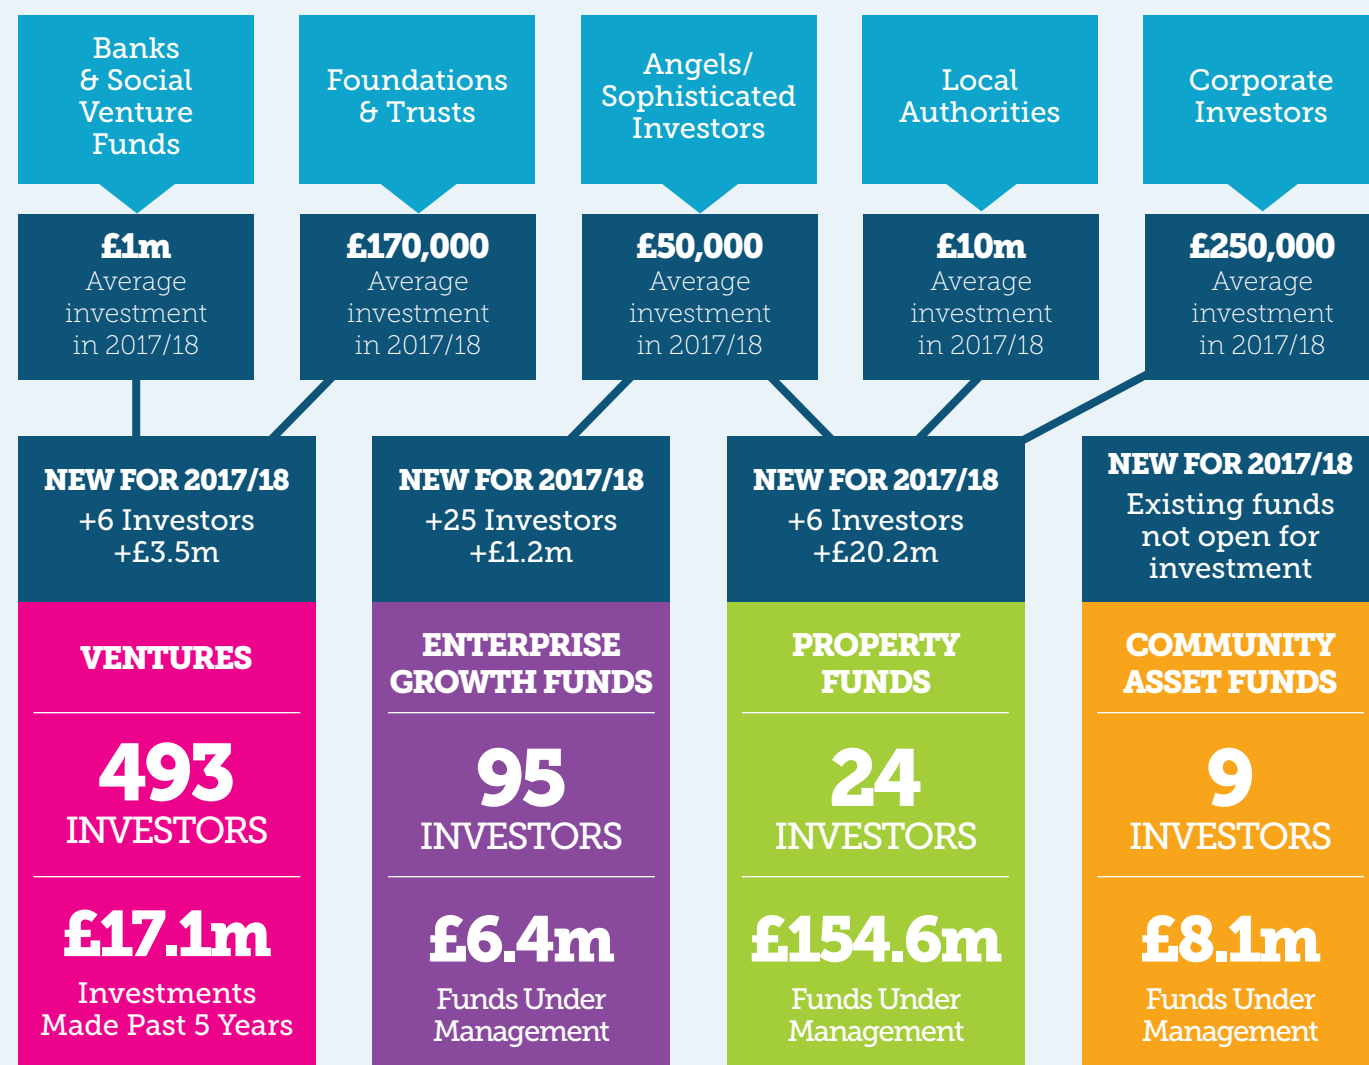 Banks
& Social
Venture
Funds
Foundations
& Trusts
Angels/
Sophisticated
Investors
Local
Authorities
Corporate
Investors
£1m
Average
investment
in 2017/18
£170,000
Average
investment
in 2017/18
£50,000
Average
investment
in 2017/18
£10m
Average
investment
in 2017/18
£250,000
Average
investment
in 2017/18
NEW FOR 2017/18
+6 Investors
+£3.5m
NEW FOR 2017/18
+25 Investors
+£1.2m
NEW FOR 2017/18
+6 Investors
+£20.2m
NEW FOR 2017/18
Existing funds
not open for
investment
VENTURES
493
INVESTORS
£17.1m
Investments
Made Past 5 Years
ENTERPRISE
GROWTH FUNDS
95
INVESTORS
£6.4m
Funds Under
Management
PROPERTY
FUNDS
24
INVESTORS
£154.6m
Funds Under
Management
COMMUNITY
ASSET FUNDS
9
INVESTORS
£8.1m
Funds Under
Management